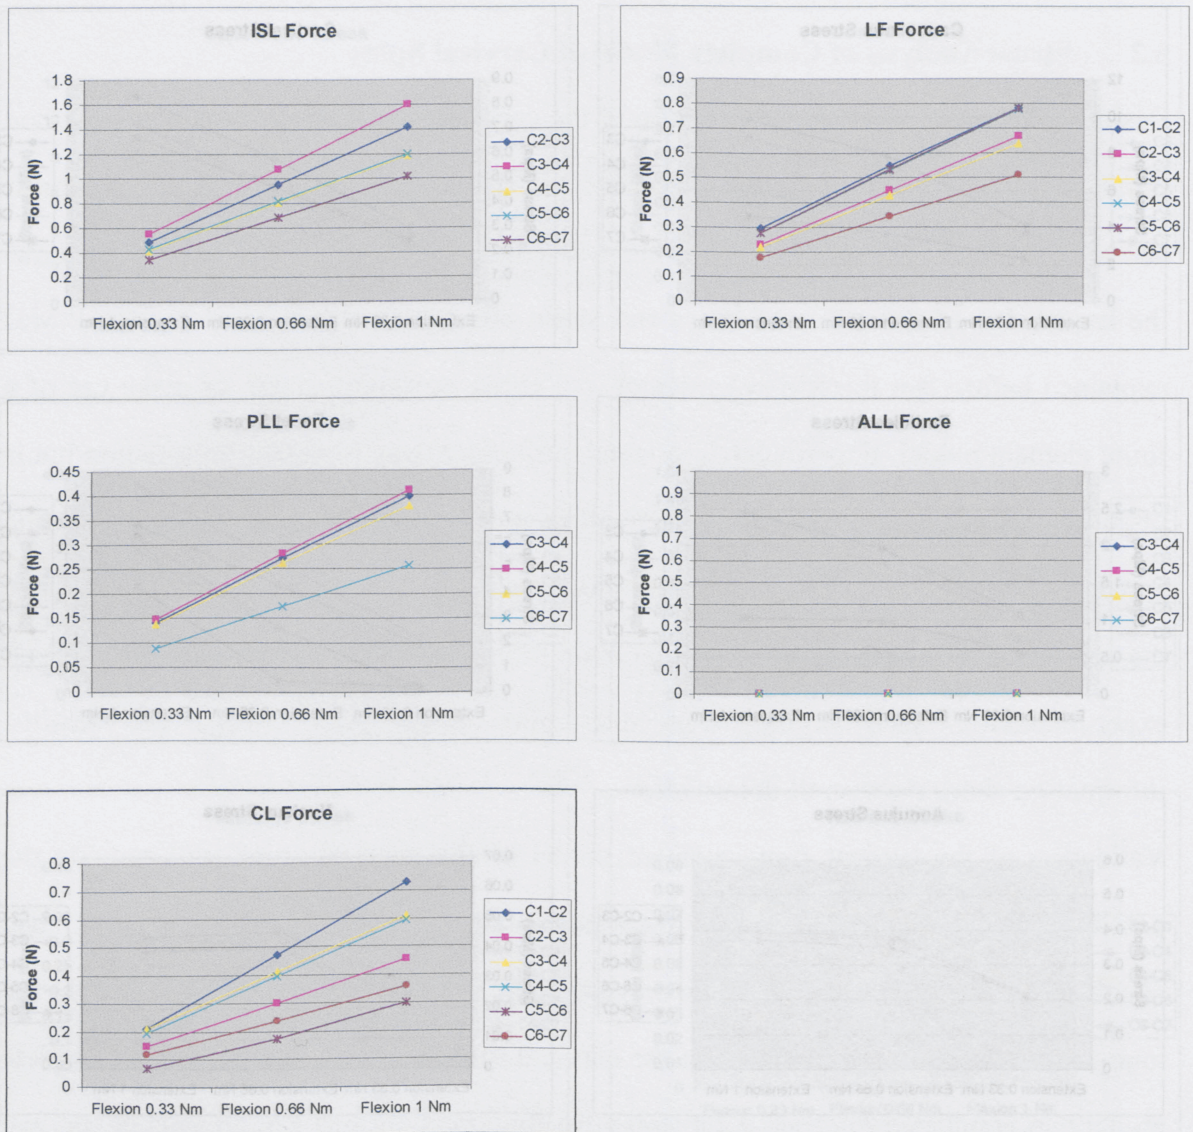 ISL Force
1.8
1.6
1.4
1.2
1
0.8
0.6
0.4
0.2
0
Force (N)
Flexion 0.33 Nm Flexion 0.66 Nm Flexion 1 Nm
C2-C3
C3-C4
C4-C5
C5-C6
C6-C7
LF Force
0.9
0.8
0.7
0.6
0.5
0.4
0.3
0.2
0.1
0
Force (N)
Flexion 0.33 Nm Flexion 0.66 Nm Flexion 1 Nm
C1-C2
C2-C3
C3-C4
C4-C5
C5-C6
C6-C7
PLL Force
0.45
0.4
0.35
0.3
0.25
0.2
0.15
0.1
0.05
0
Force (N)
Flexion 0.33 Nm Flexion 0.66 Nm Flexion 1 Nm
C3-C4
C4-C5
C5-C6
C6-C7
ALL Force
1
0.9
0.8
0.7
0.6
0.5
0.4
0.3
0.2
0.1
0
Force (N)
Flexion 0.33 Nm Flexion 0.66 Nm Flexion 1 Nm
C3-C4
C4-C5
C5-C6
C6-C7
CL Force
0.8
0.7
0.6
0.5
0.4
0.3
0.2
0.1
0
Force (N)
Flexion 0.33 Nm Flexion 0.66 Nm Flexion 1 Nm
C1-C2
C2-C3
C3-C4
C4-C5
C5-C6
C6-C7
Annulus Stress